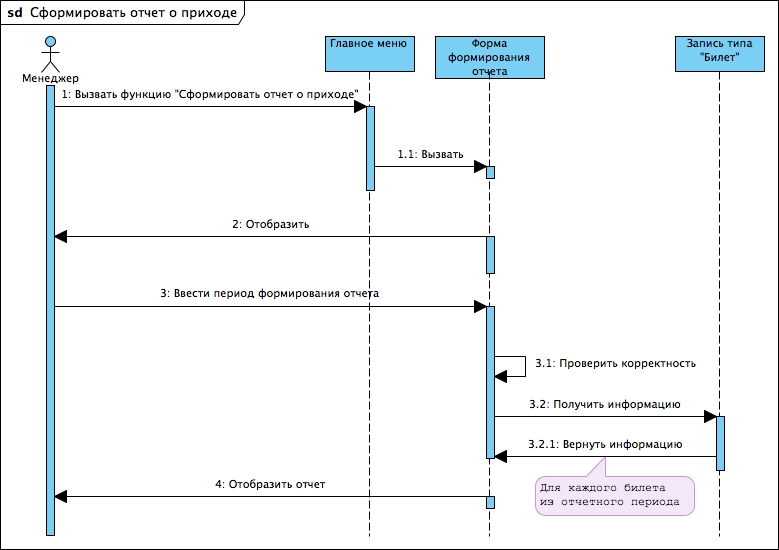 sd Сформировать отчет о приходе
Менеджер
Главное меню
Форма
формирования
отчета
Запись типа
"Билет"
1: Вызвать функцию "Сформировать отчет о приходе"
1.1: Вызвать
2: Отобразить
3: Ввести период формирования отчета
3.1: Проверить корректность
3.2: Получить информацию
3.2.1: Вернуть информацию
Для каждого билета
из отчетного периода
4: Отобразить отчет